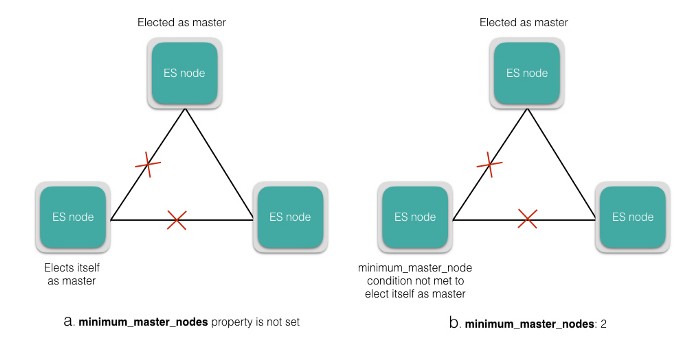 Elected as master
ES node
ES node
ES node
Elects itself
as master
a. minimum_master_nodes property is not set
Elected as master
ES node
ES node
ES node
minimum_master_node
condition not met to
elect itself as master
b. minimum_master_nodes: 2